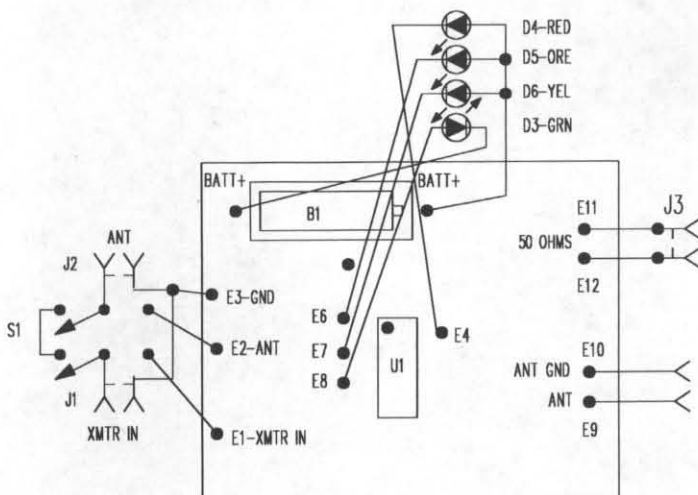 D4-RED
D5-ORE
D6-YEL
D3-GRN
BATT+
BATT+
B1
E11
J3
ANT
50 OHMS
J2
E12
E3-GND
S1
E6
E4
E2-ANT
E7
U1
E10
E8
ANT GND
J1
ANT
XMTR IN
E1-XMTR IN
E9